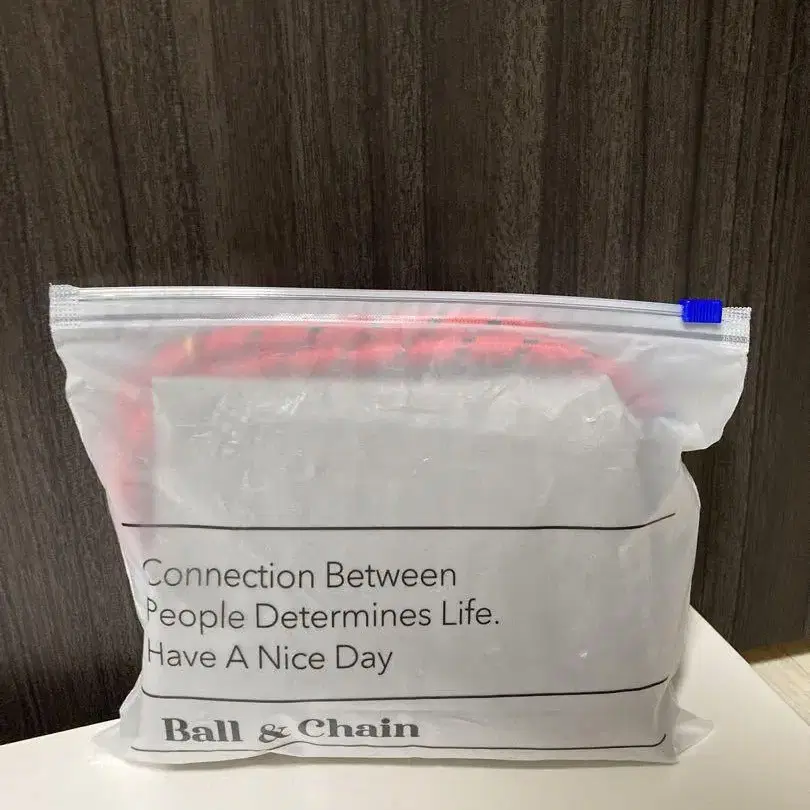 Connection Between
People Determines Life.
Have A Nice Day
Ball & Chain